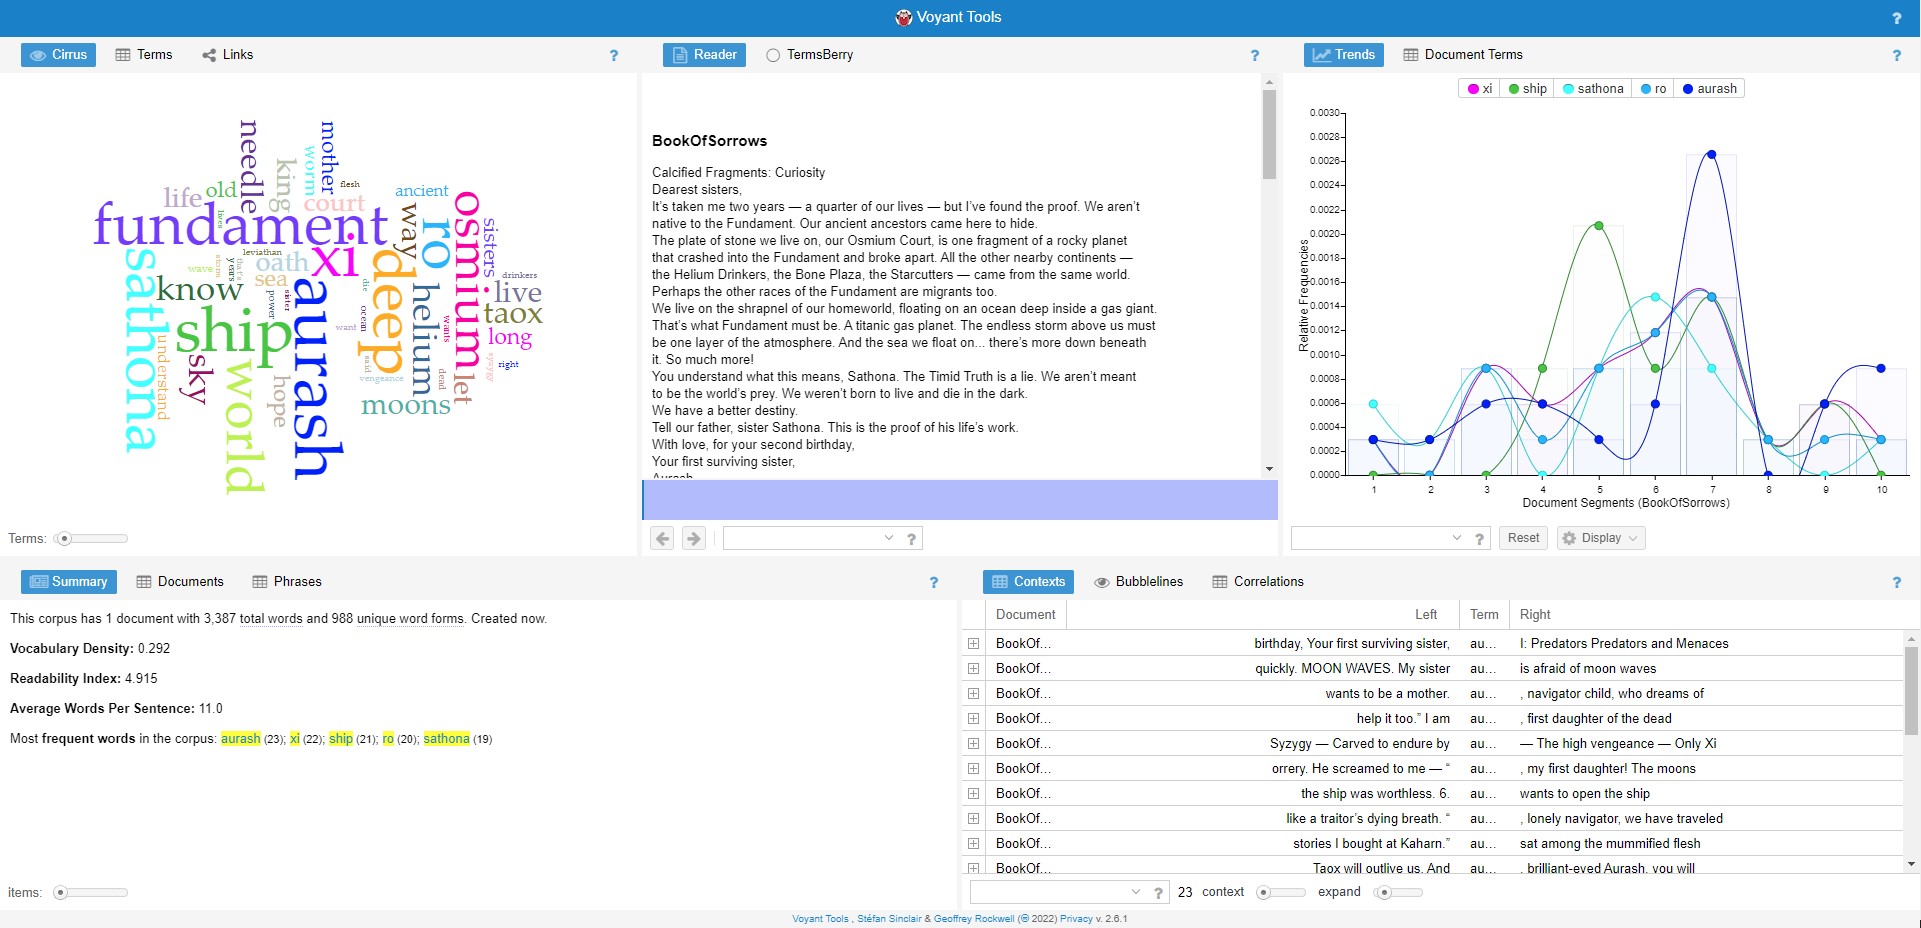 Voyant Tools
?
Cirrus Terms Links ?
needle
king
worm
mother
flesh
life
old
court
ancient
fundament
way
ro
osmium
sisters
leviathan
xi
oath
wave
years
sea
deep
drinkers
sathona
know
power
sister
aurash
die
ocean
helium
live
taox
ship
want
wants
long
understand
sky
world
hope
said
vengeance
dead
let
syzygy
right
moons
Terms:
Reader TermsBerry ?
BookOfSorrows
Calcified Fragments: Curiosity
Dearest sisters,
It's taken me two years — a quarter of our lives — but I've found the proof. We aren't
native to the Fundament. Our ancient ancestors came here to hide.
The plate of stone we live on, our Osmium Court, is one fragment of a rocky planet
that crashed into the Fundament and broke apart. All the other nearby continents —
the Helium Drinkers, the Bone Plaza, the Starcutters — came from the same world.
Perhaps the other races of the Fundament are migrants too.
We live on the shrapnel of our homeworld, floating on an ocean deep inside a gas giant.
That's what Fundament must be. A titanic gas planet. The endless storm above us must
be one layer of the atmosphere. And the sea we float on... there's more down beneath
it. So much more!
You understand what this means, Sathona. The Timid Truth is a lie. We aren't meant
to be the world's prey. We weren't born to live and die in the dark.
We have a better destiny.
Tell our father, sister Sathona. This is the proof of his life's work.
With love, for your second birthday,
Your first surviving sister,
Aurash
?
Trends Document Terms ?
xi ship sathona ro aurash
0.0030
0.0028
0.0026
0.0024
0.0022
0.0020
0.0018
0.0016
0.0014
0.0012
0.0010
0.0008
0.0006
0.0004
0.0002
0.0000
Relative Frequencies
1 2 3 4 5 6 7 8 9 10
Document Segments (BookOfSorrows)
? Reset Display
Summary Documents Phrases ?
This corpus has 1 document with 3,387 total words and 988 unique word forms. Created now.
Vocabulary Density: 0.292
Readability Index: 4.915
Average Words Per Sentence: 11.0
Most frequent words in the corpus: aurash (23); xi (22); ship (21); ro (20); sathona (19)
items:
Contexts Bubblelines Correlations ?
Document Left Term Right
BookOf... birthday, Your first surviving sister, au... I: Predators Predators and Menaces
BookOf... quickly. MOON WAVES. My sister au... is afraid of moon waves
BookOf... wants to be a mother. au... , navigator child, who dreams of
BookOf... help it too.” I am au... , first daughter of the dead
BookOf... Syzygy — Carved to endure by au... — The high vengeance — Only Xi
BookOf... orrery. He screamed to me — “ au... , my first daughter! The moons
BookOf... the ship was worthless. 6. au... wants to open the ship
BookOf... like a traitor's dying breath. “ au... , lonely navigator, we have traveled
BookOf... stories I bought at Kaharn.” au... sat among the mummified flesh
BookOf... Taox will outlive us. And au... , brilliant-eyed Aurash, you will
? 23 context expand
Voyant Tools , Stéfan Sinclair & Geoffrey Rockwell (© 2022) Privacy v. 2.6.1